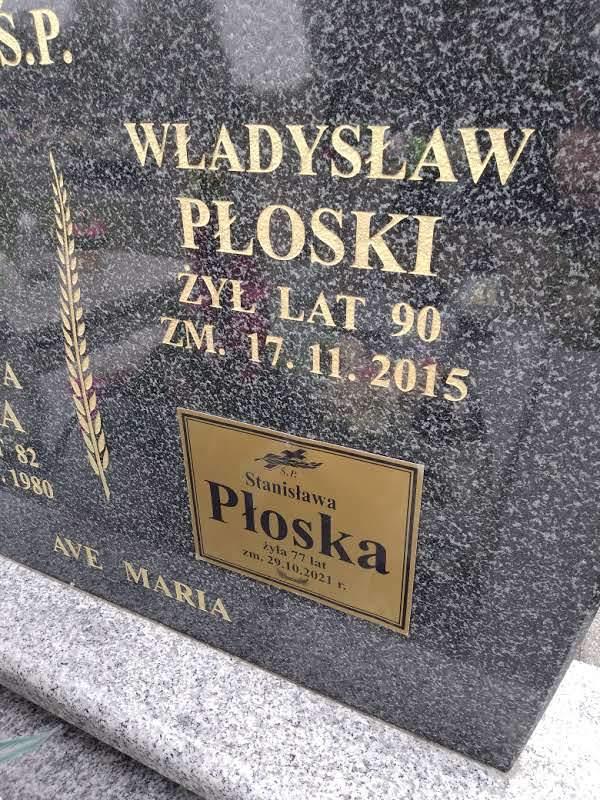 Ś.P.
WŁADYSŁAW
PŁOSKI
ŻYŁ LAT 90
ZM. 17. 11. 2015
A
A
82
.1980
Ś.P.
Stanisława
Płoska
żyła 77 lat
zm. 29.10.2021 r.
AVE MARIA